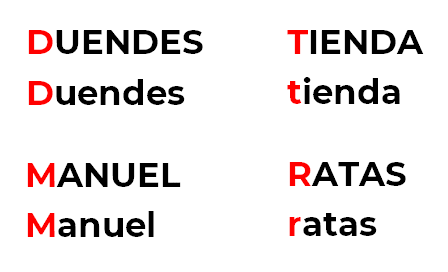 DUENDES
Duendes
TIENDA
tienda
MANUEL
Manuel
RATAS
ratas